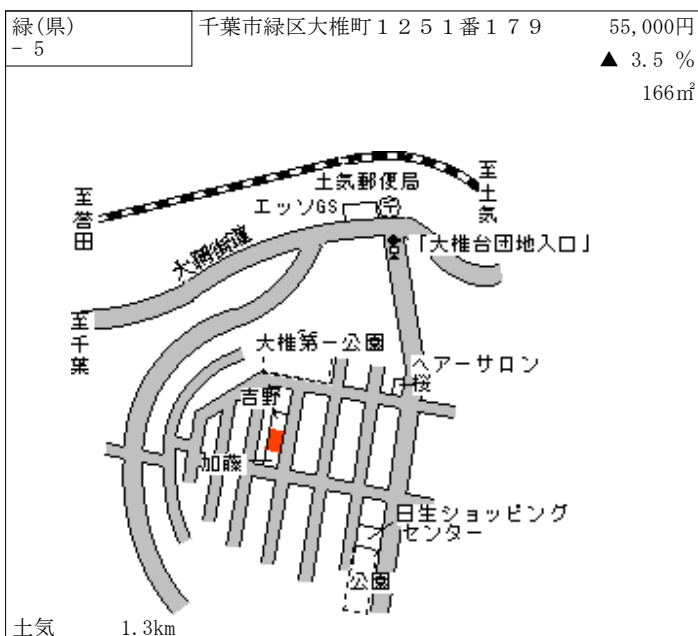 緑(県)
- 5
千葉市緑区大椎町１２５１番１７９
55,000円
▲ 3.5 %
166㎡
至誉田
土気郵便局
至土気
エッソGS
大網街道
「大椎台団地入口」
至千葉
大椎第一公園
ヘアーサロン
桜
吉野
加藤
日生ショッピング
センター
公園
土気 1.3km